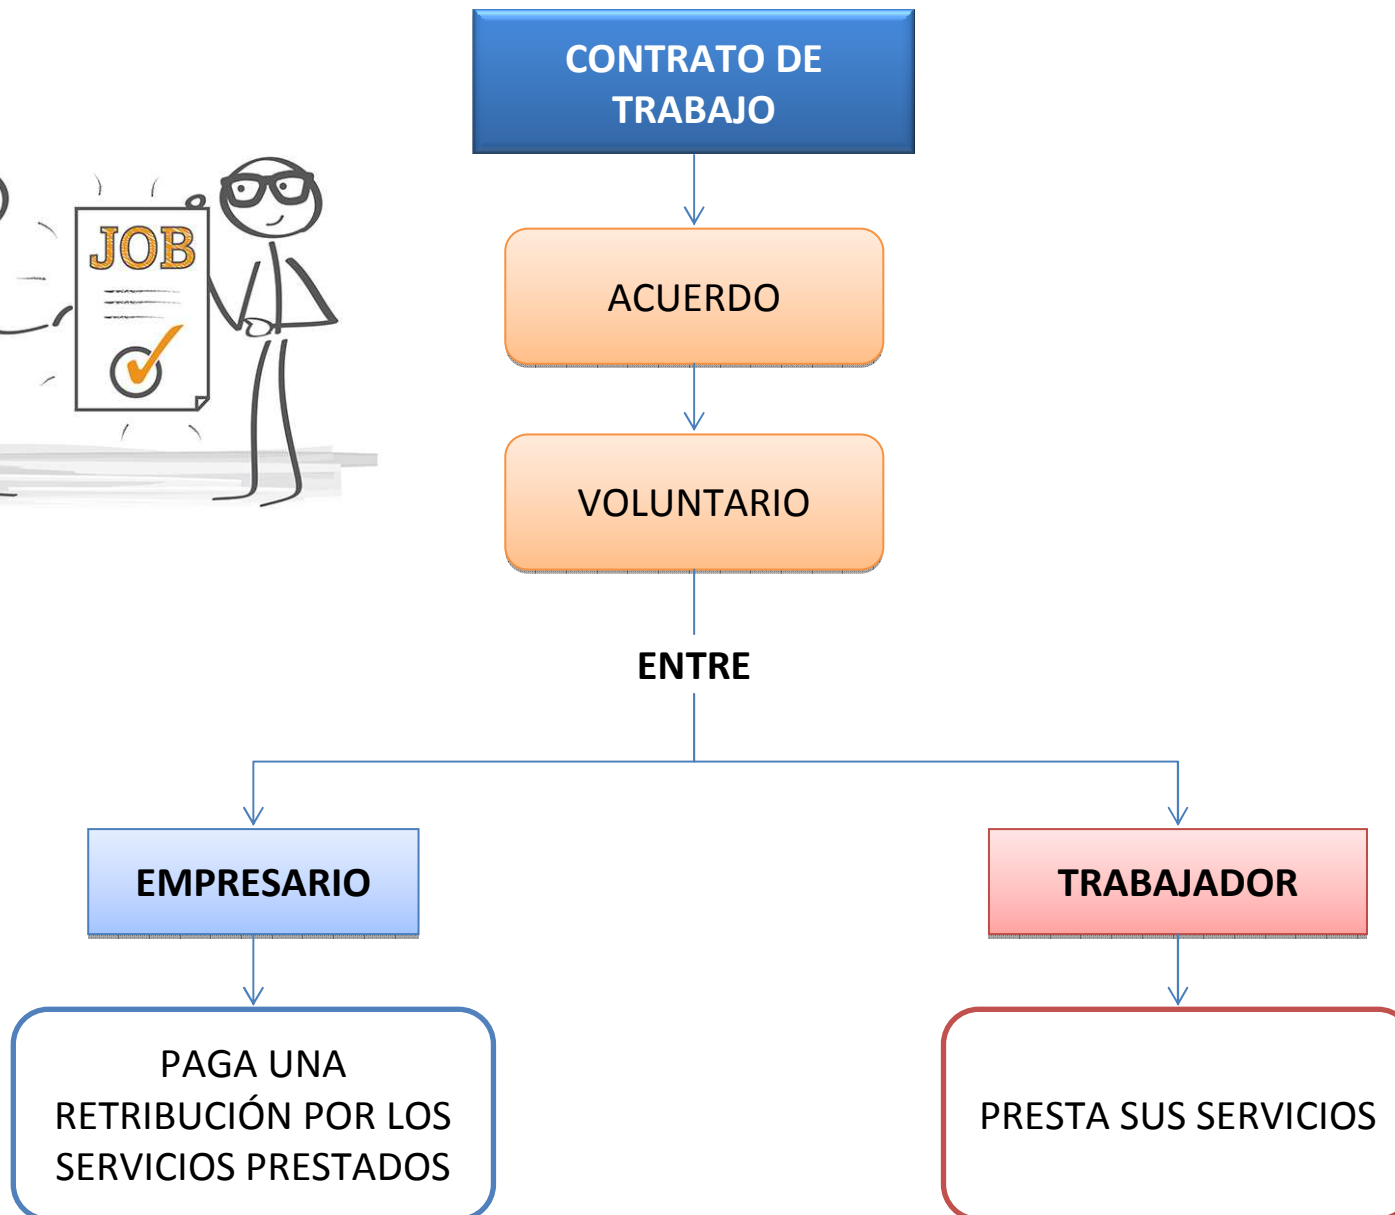 CONTRATO DE
TRABAJO
JOB
ACUERDO
VOLUNTARIO
ENTRE
EMPRESARIO
TRABAJADOR
PAGA UNA
RETRIBUCIÓN POR LOS
SERVICIOS PRESTADOS
PRESTA SUS SERVICIOS